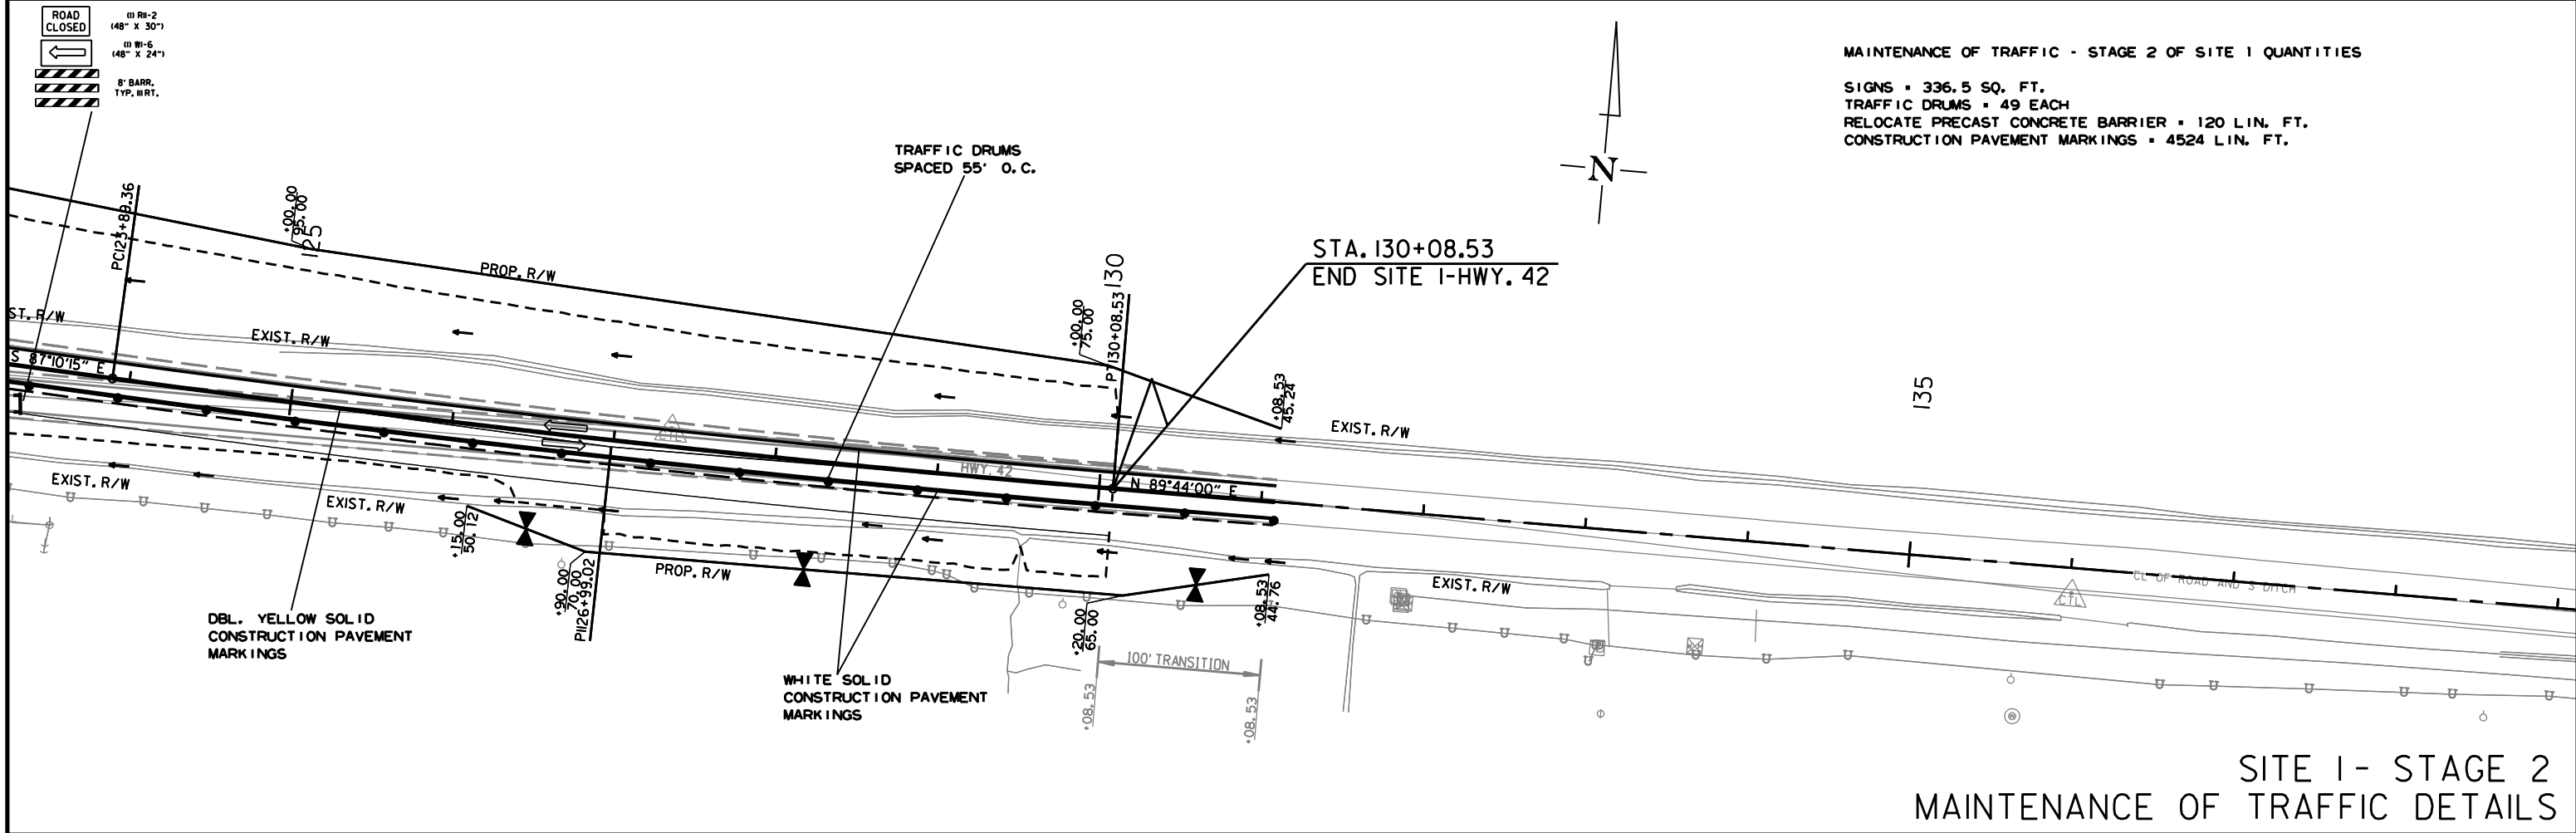 ROAD
CLOSED
(1) R11-2
(48" X 30")
(1) W1-6
(48" X 24")
8' BARR.
TYP. III RT.
MAINTENANCE OF TRAFFIC - STAGE 2 OF SITE 1 QUANTITIES
SIGNS = 336.5 SQ. FT.
TRAFFIC DRUMS = 49 EACH
RELOCATE PRECAST CONCRETE BARRIER = 120 LIN. FT.
CONSTRUCTION PAVEMENT MARKINGS = 4524 LIN. FT.
N
TRAFFIC DRUMS
SPACED 55' O.C.
PC123+89.36
+00.00
95.00
125
PROP. R/W
STA. 130+08.53
END SITE 1-HWY. 42
130
+00.00
75.00
PT130+08.53
+08.53
45.24
135
ST. R/W
EXIST. R/W
EXIST. R/W
S 87°10'15" E
CTL
HWY. 42
N 89°44'00" E
EXIST. R/W
EXIST. R/W
+15.00
50.12
+90.00
70.00
PI126+99.02
PROP. R/W
+20.00
65.00
+08.53
44.76
EXIST. R/W
CL OF ROAD AND S DITCH
CTL
DBL. YELLOW SOLID
CONSTRUCTION PAVEMENT
MARKINGS
WHITE SOLID
CONSTRUCTION PAVEMENT
MARKINGS
100' TRANSITION
+08.53
+08.53
SITE 1 - STAGE 2
MAINTENANCE OF TRAFFIC DETAILS